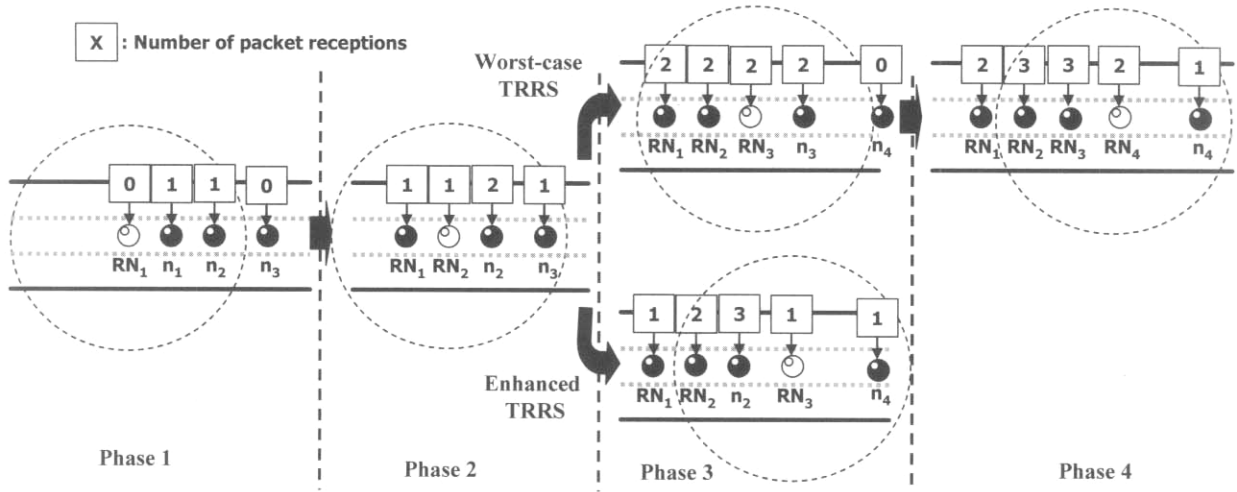 X : Number of packet receptions
Worst-case
TRRS
2 2 2 2 0
RN1 RN2 RN3 n3 n4
2 3 3 2 1
RN1 RN2 RN3 RN4 n4
0 1 1 0
RN1 n1 n2 n3
1 1 2 1
RN1 RN2 n2 n3
Enhanced
TRRS
1 2 3 1 1
RN1 RN2 n2 RN3 n4
Phase 1
Phase 2
Phase 3
Phase 4